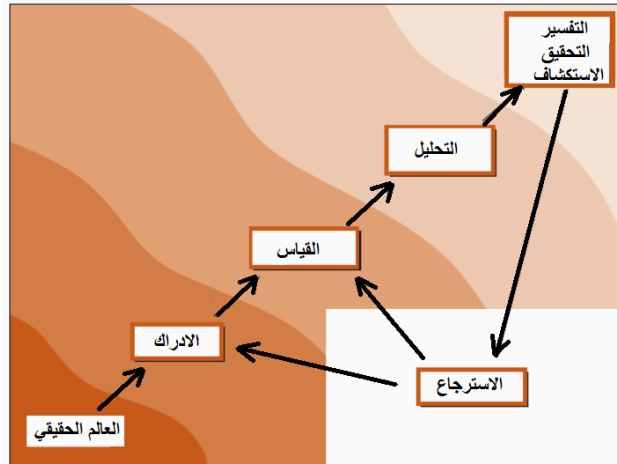 التفسير
التحقيق
الاستكشاف
التحليل
القياس
الادراك
الاسترجاع
العالم الحقيقي